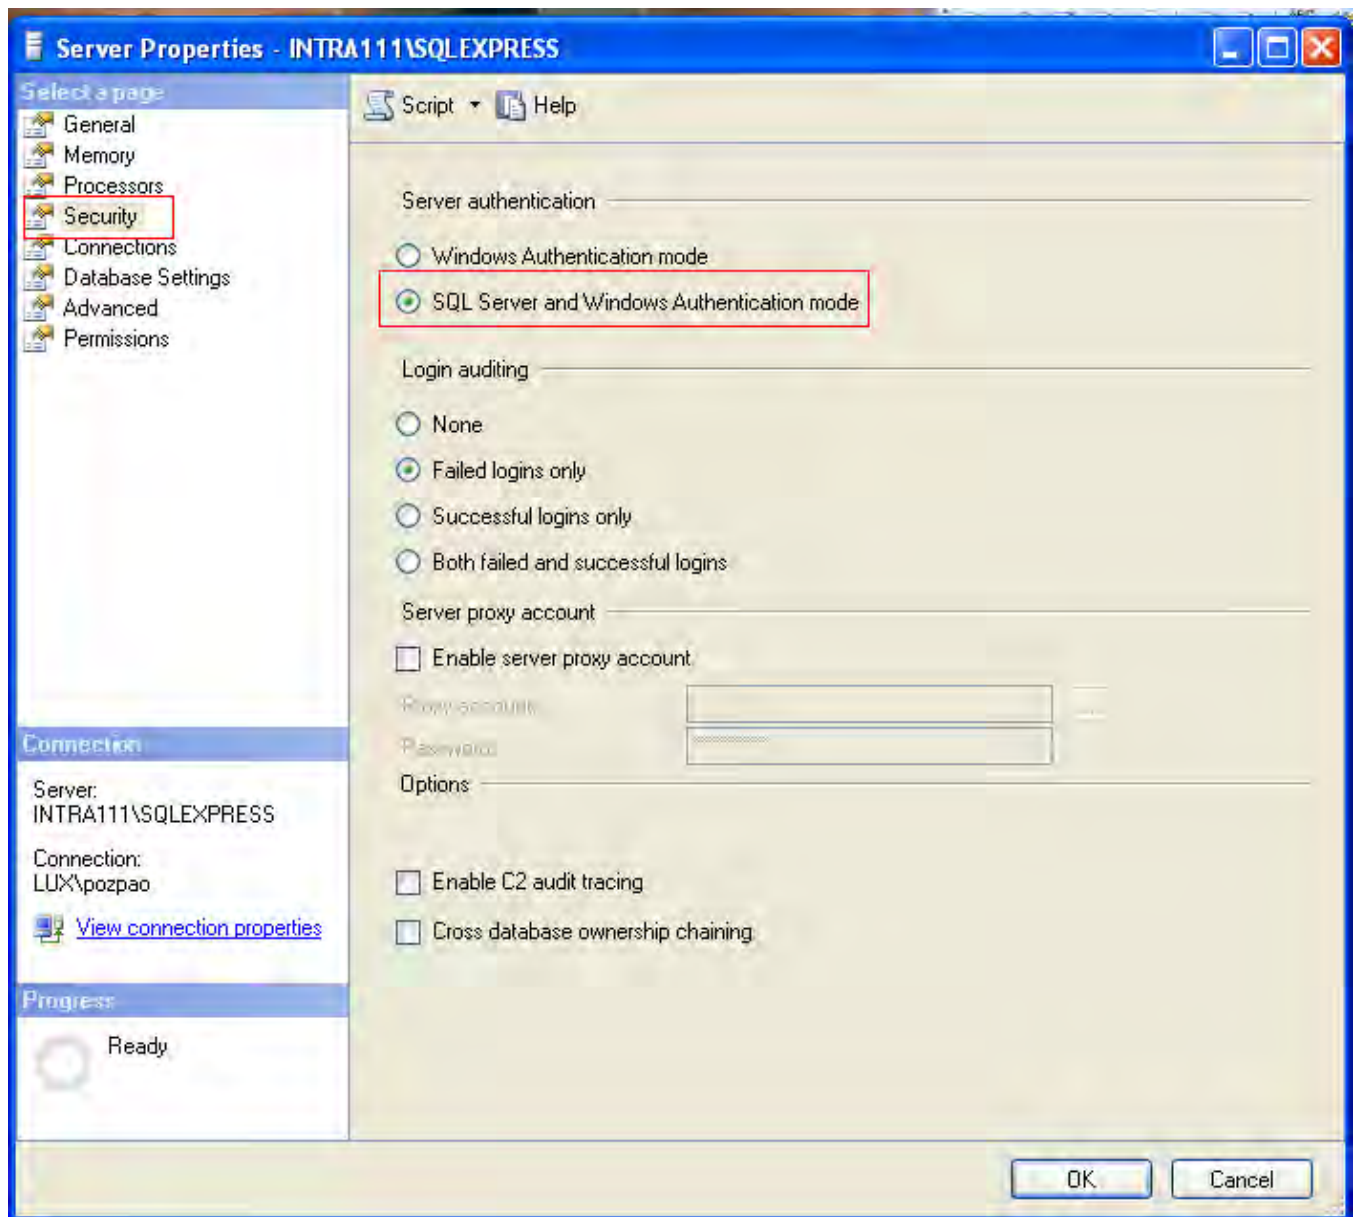 Server Properties - INTRA111\SQLEXPRESS
Select a page
General
Memory
Processors
Security
Connections
Database Settings
Advanced
Permissions
Script
Help
Server authentication
Windows Authentication mode
SQL Server and Windows Authentication mode
Login auditing
None
Failed logins only
Successful logins only
Both failed and successful logins
Server proxy account
Enable server proxy account
Proxy account:
Password:
Options
Enable C2 audit tracing
Cross database ownership chaining
Connection
Server:
INTRA111\SQLEXPRESS
Connection:
LUX\pozpao
View connection properties
Progress
Ready
OK
Cancel